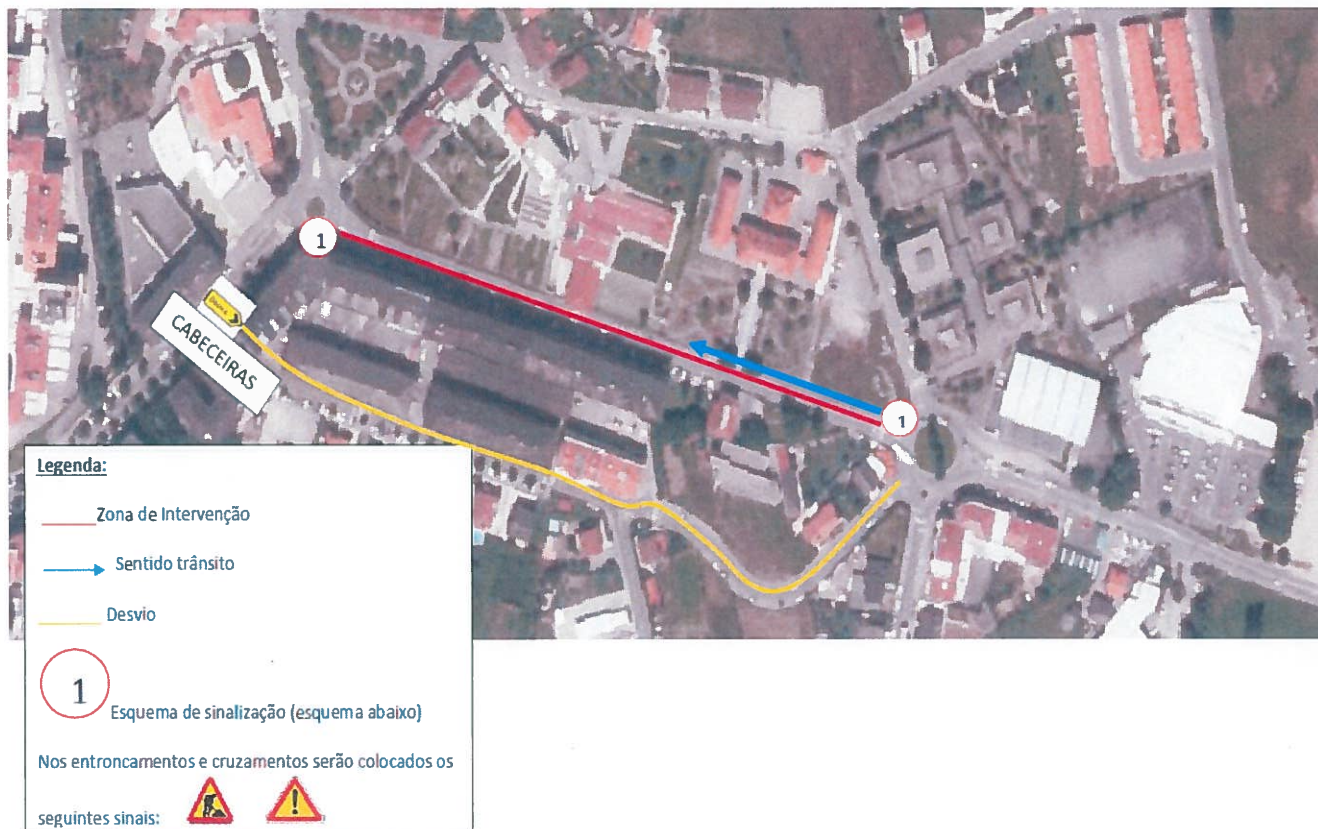 1
1
Desvio
CABECEIRAS
Legenda:
Zona de Intervenção
Sentido trânsito
Desvio
1
Esquema de sinalização (esquema abaixo)
Nos entroncamentos e cruzamentos serão colocados os
seguintes sinais: